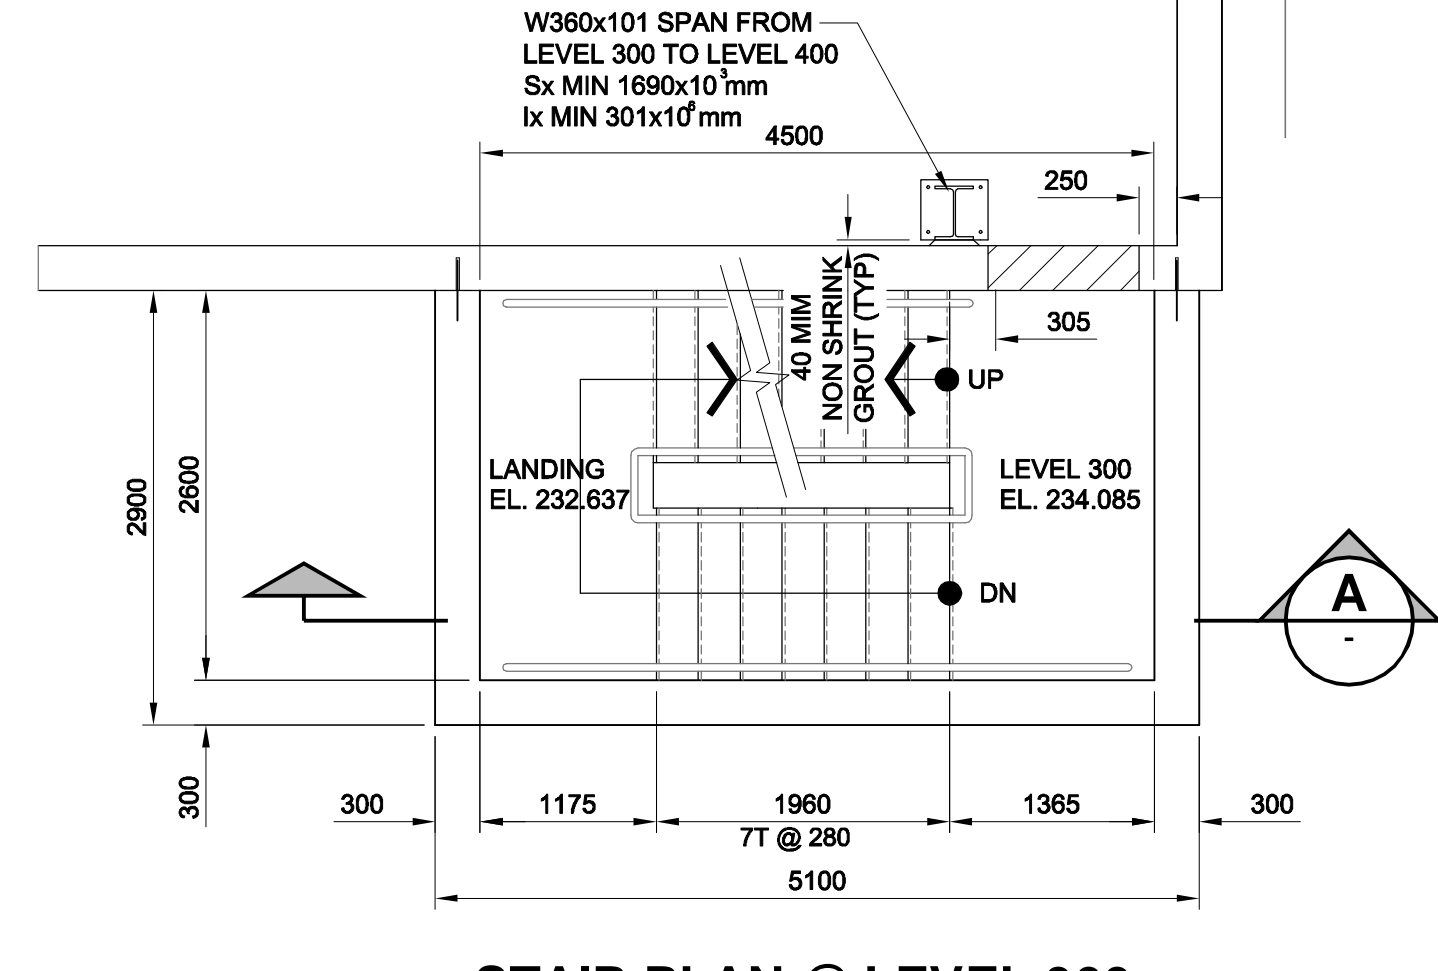 W360x101 SPAN FROM
LEVEL 300 TO LEVEL 400
Sx MIN 1690x10³mm
Ix MIN 301x10⁶mm
4500
250
40 MIM
NON SHRINK
GROUT (TYP)
305
UP
LANDING
EL. 232.637
LEVEL 300
EL. 234.085
2900
2600
DN
A
-
300
300
1175
1960
1365
300
7T @ 280
5100